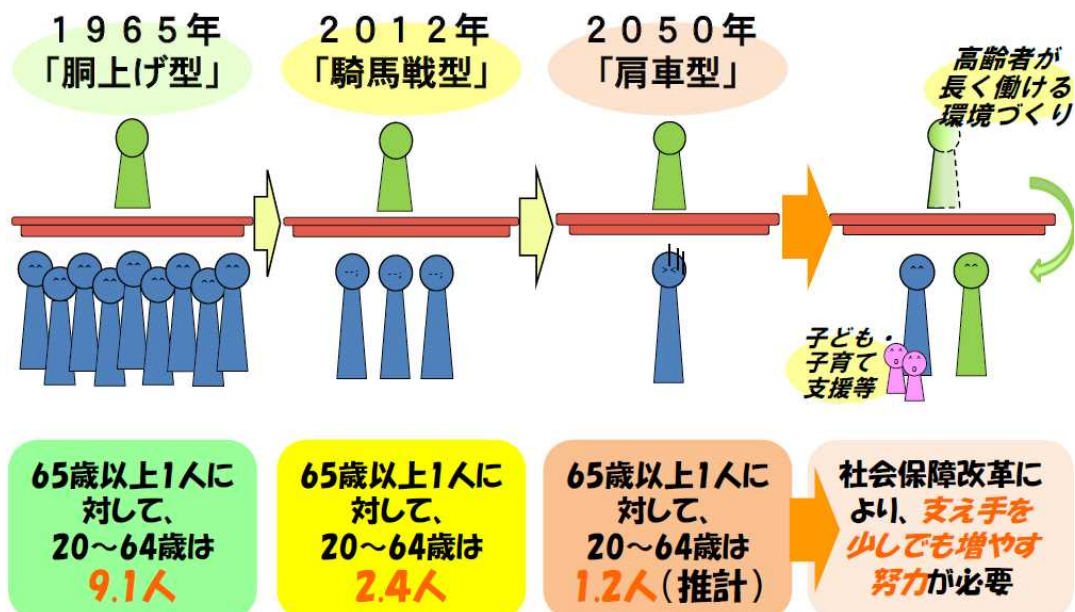 1965年
「胴上げ型」
2012年
「騎馬戦型」
2050年
「肩車型」
高齢者が
長く働ける
環境づくり
子ども・
子育て
支援等
65歳以上1人に
対して、
20~64歳は
9.1人
65歳以上1人に
対して、
20~64歳は
2.4人
65歳以上1人に
対して、
20~64歳は
1.2人(推計)
社会保障改革に
より、支え手を
少しでも増やす
努力が必要